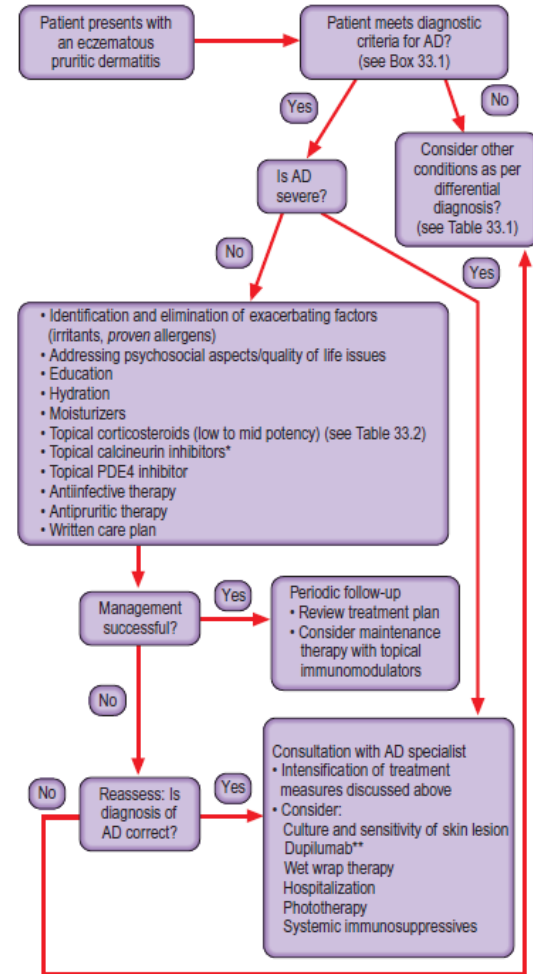 Patient presents with
an eczematous
pruritic dermatitis
Patient meets diagnostic
criteria for AD?
(see Box 33.1)
Yes
No
Is AD
severe?
Consider other
conditions as per
differential
diagnosis?
(see Table 33.1)
No
Yes
• Identification and elimination of exacerbating factors
(irritants, proven allergens)
• Addressing psychosocial aspects/quality of life issues
• Education
• Hydration
• Moisturizers
• Topical corticosteroids (low to mid potency) (see Table 33.2)
• Topical calcineurin inhibitors*
• Topical PDE4 inhibitor
• Antiinfective therapy
• Antipruritic therapy
• Written care plan
Management
successful?
Yes
Periodic follow-up
• Review treatment plan
• Consider maintenance
therapy with topical
immunomodulators
No
No
Reassess: Is
diagnosis of
AD correct?
Yes
Consultation with AD specialist
• Intensification of treatment
measures discussed above
• Consider:
Culture and sensitivity of skin lesion
Dupilumab**
Wet wrap therapy
Hospitalization
Phototherapy
Systemic immunosuppressives